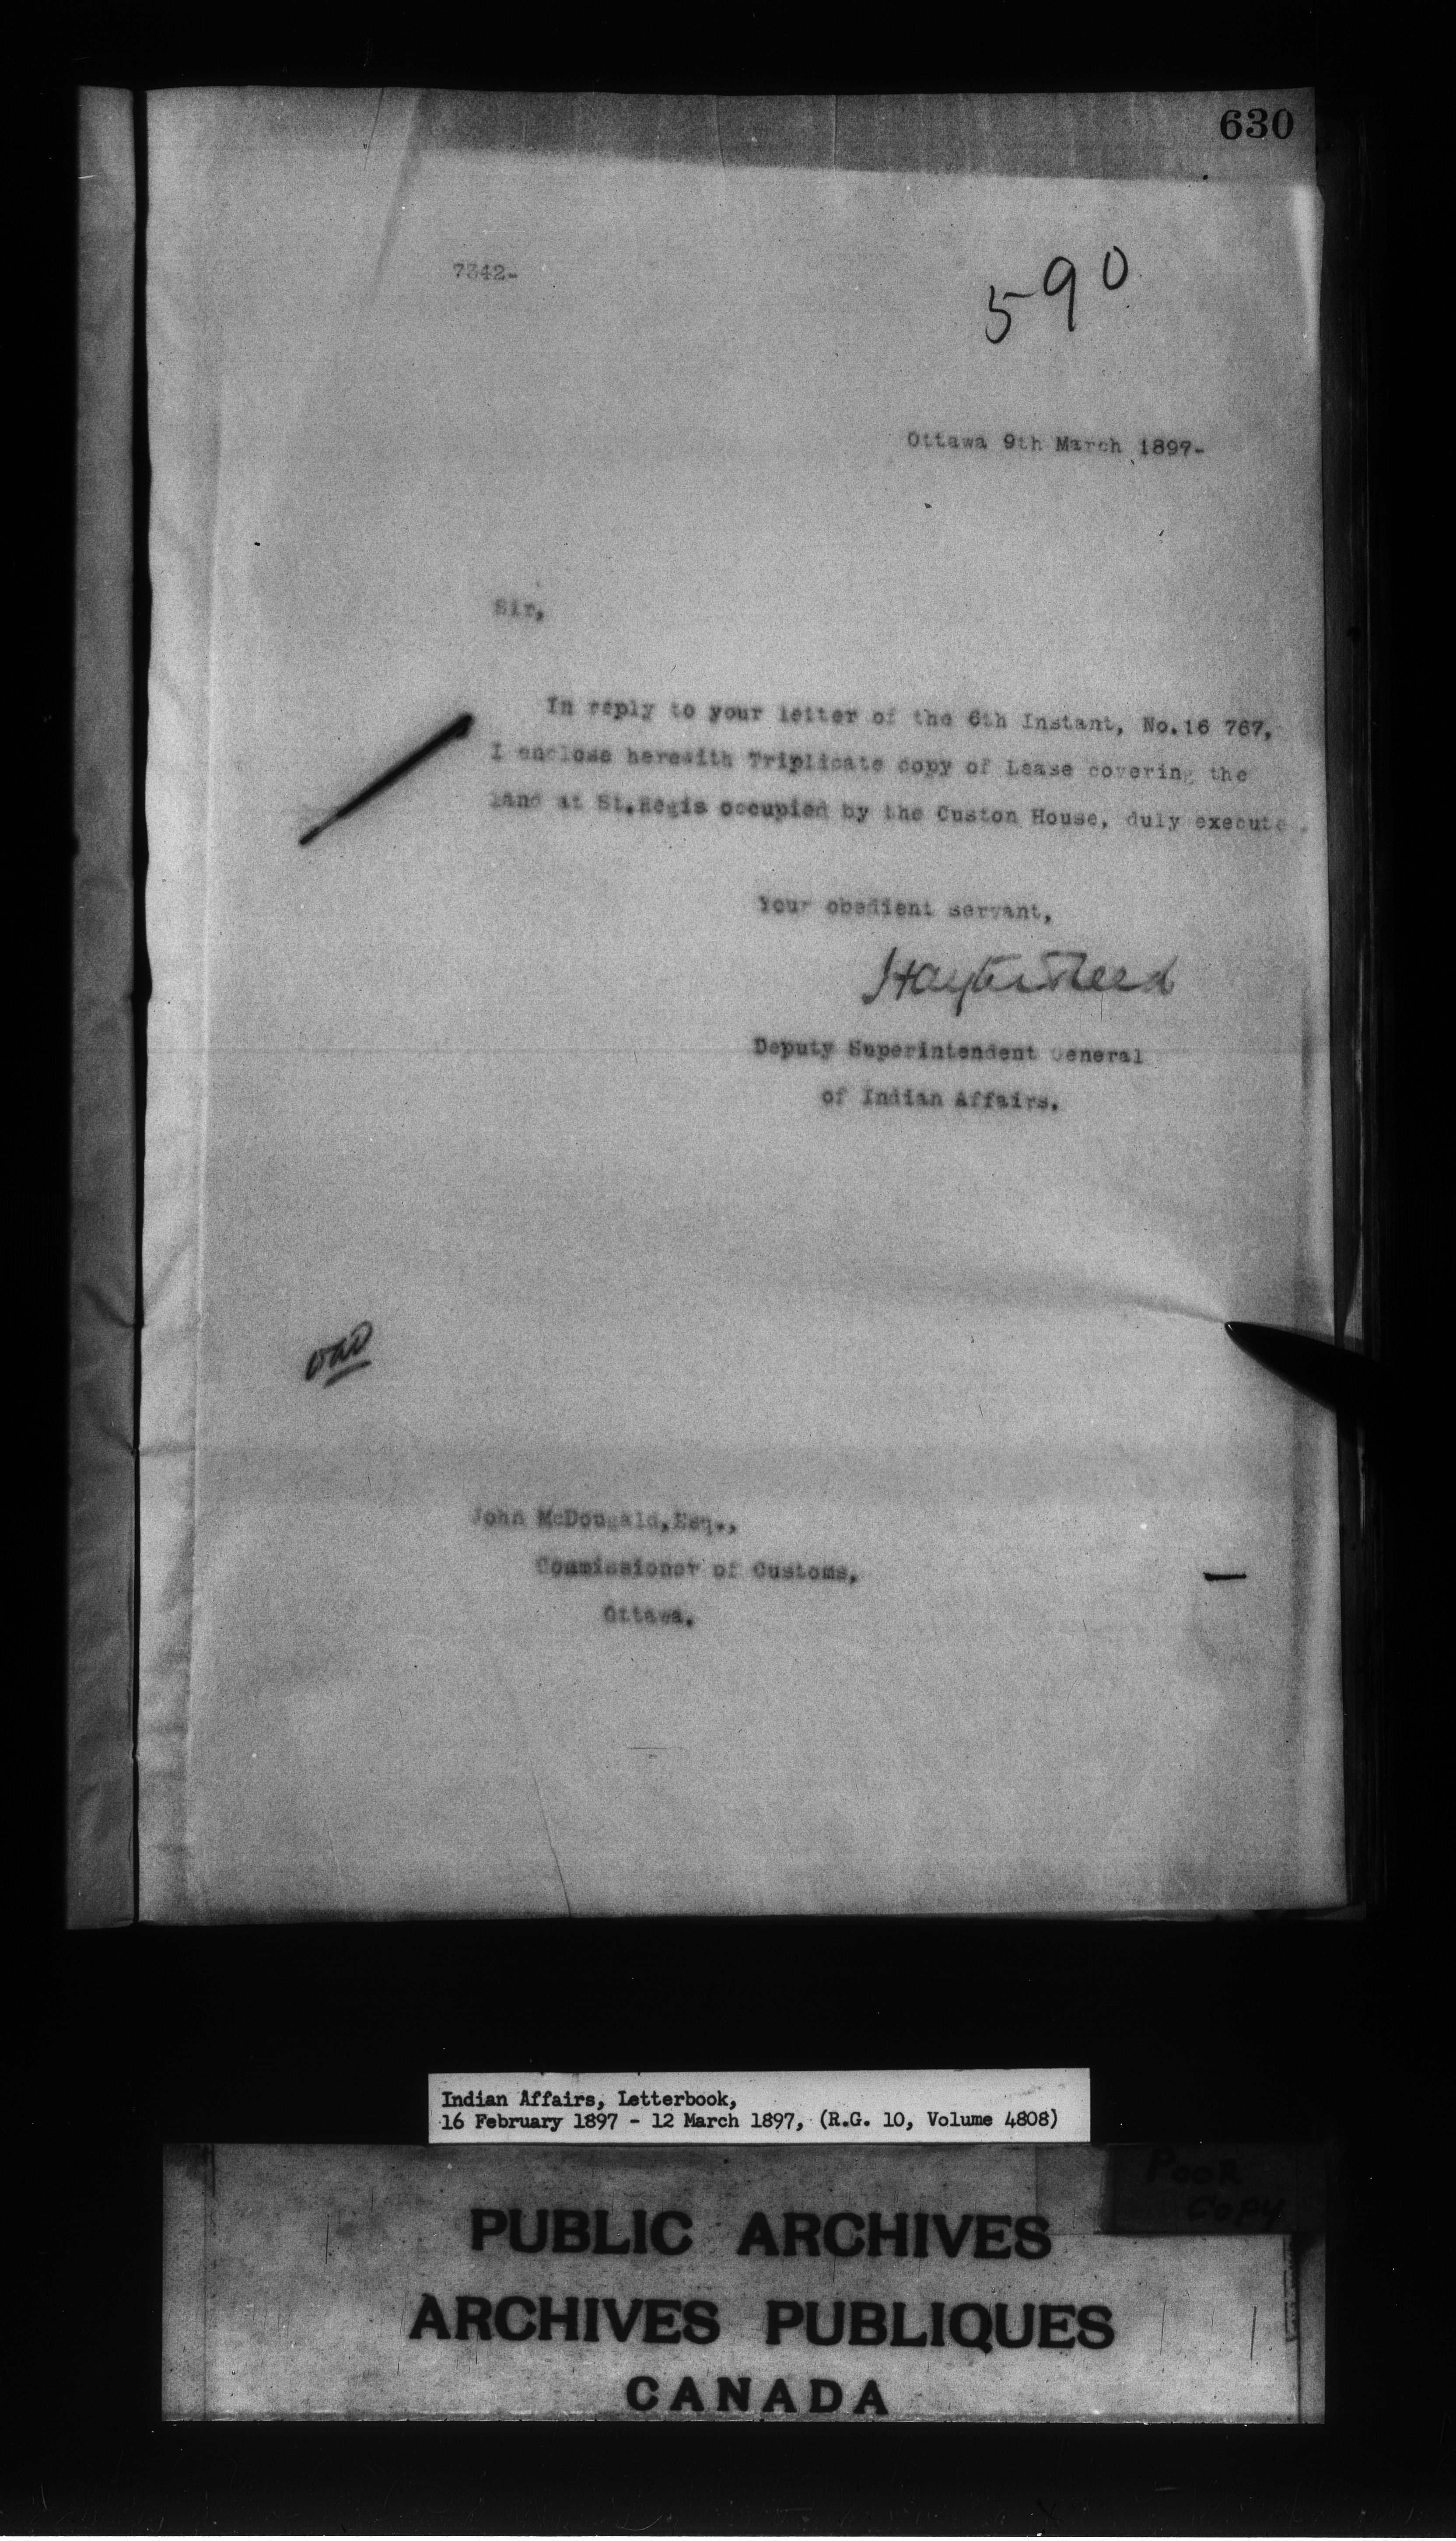 630
7342-
590
Ottawa 9th March 1897-
Sir,
In reply to your letter of the 6th Instant, No.16 767,
I enclose herewith Triplicate copy of Lease covering the
land at St.Regis occupied by the Custon House, duly execute
Your obedient servant,
Hayter Reed
Deputy Superintendent General
of Indian Affairs.
John McDougald,Esq.,
Commissioner of Customs,
Ottawa.
Indian Affairs, Letterbook,
16 February 1897 - 12 March 1897, (R.G. 10, Volume 4808)
Poor
Copy
PUBLIC ARCHIVES
ARCHIVES PUBLIQUES
CANADA